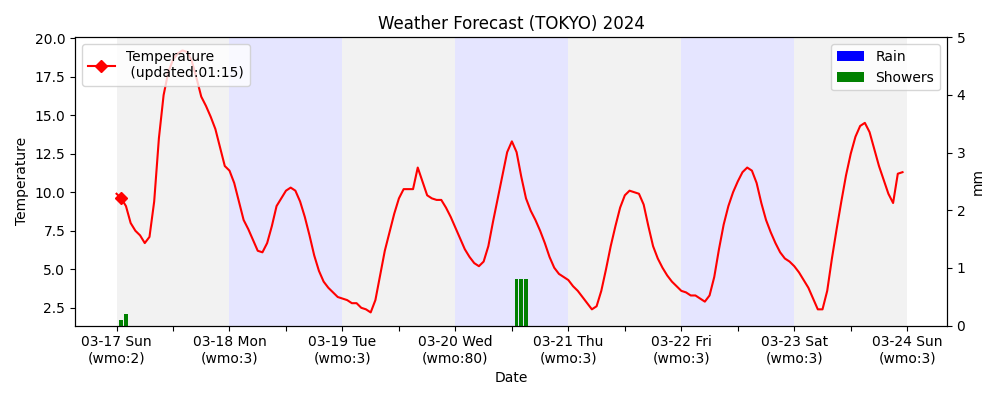 Weather Forecast (TOKYO) 2024
Temperature
(updated:01:15)
Rain
Showers
20.0
17.5
15.0
12.5
10.0
7.5
5.0
2.5
Temperature
5
4
3
2
1
0
mm
03-17 Sun 03-18 Mon 03-19 Tue 03-20 Wed 03-21 Thu 03-22 Fri 03-23 Sat 03-24 Sun
(wmo:2) (wmo:3) (wmo:3) (wmo:80) (wmo:3) (wmo:3) (wmo:3) (wmo:3)
Date